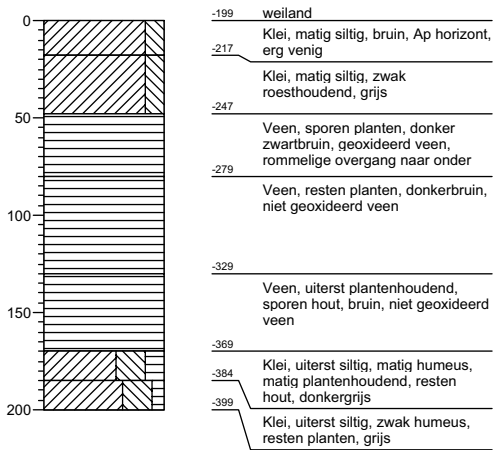 0
50
100
150
200
-199 weiland
Klei, matig siltig, bruin, Ap horizont,
-217
erg venig
Klei, matig siltig, zwak
roesthoudend, grijs
-247
Veen, sporen planten, donker
zwartbruin, geoxideerd veen,
rommelige overgang naar onder
-279
Veen, resten planten, donkerbruin,
niet geoxideerd veen
-329
Veen, uiterst plantenhoudend,
sporen hout, bruin, niet geoxideerd
veen
-369
Klei, uiterst siltig, matig humeus,
-384
matig plantenhoudend, resten
hout, donkergrijs
-399
Klei, uiterst siltig, zwak humeus,
resten planten, grijs